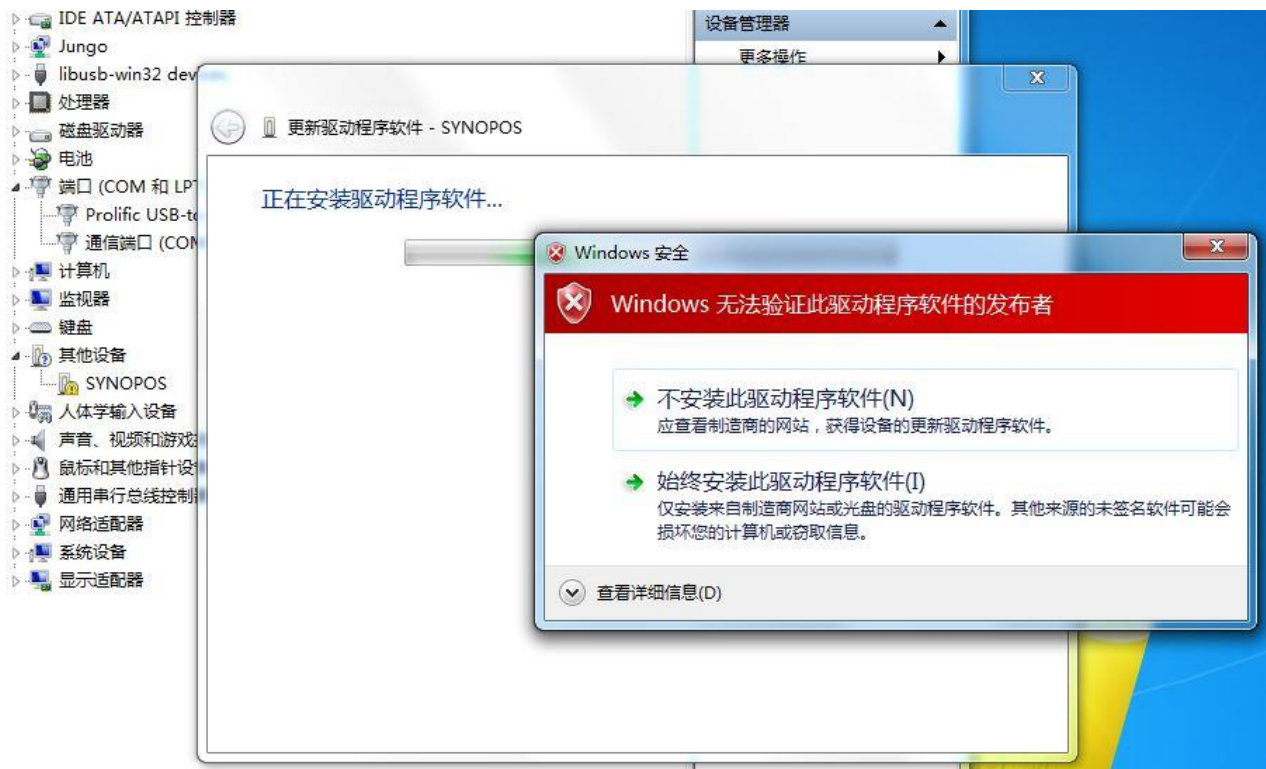 IDE ATA/ATAPI 控制器
Jungo
libusb-win32
处理器
磁盘驱动器
电池
端口 (COM 和
Prolific
通信端口
计算机
监视器
键盘
其他设备
SYNOPOS
人体学输入设备
声音、视频和游戏
鼠标和其他指针设
通用串行总线控制
网络适配器
系统设备
显示适配器
设备管理器
更多操作
更新驱动程序软件 - SYNOPOS
正在安装驱动程序软件...
Windows 安全
Windows 无法验证此驱动程序软件的发布者
不安装此驱动程序软件(N)
应查看制造商的网站，获得设备的更新驱动程序软件。
始终安装此驱动程序软件(I)
仅安装来自制造商网站或光盘的驱动程序软件。其他来源的未签名软件可能会
损坏您的计算机或窃取信息。
查看详细信息(D)